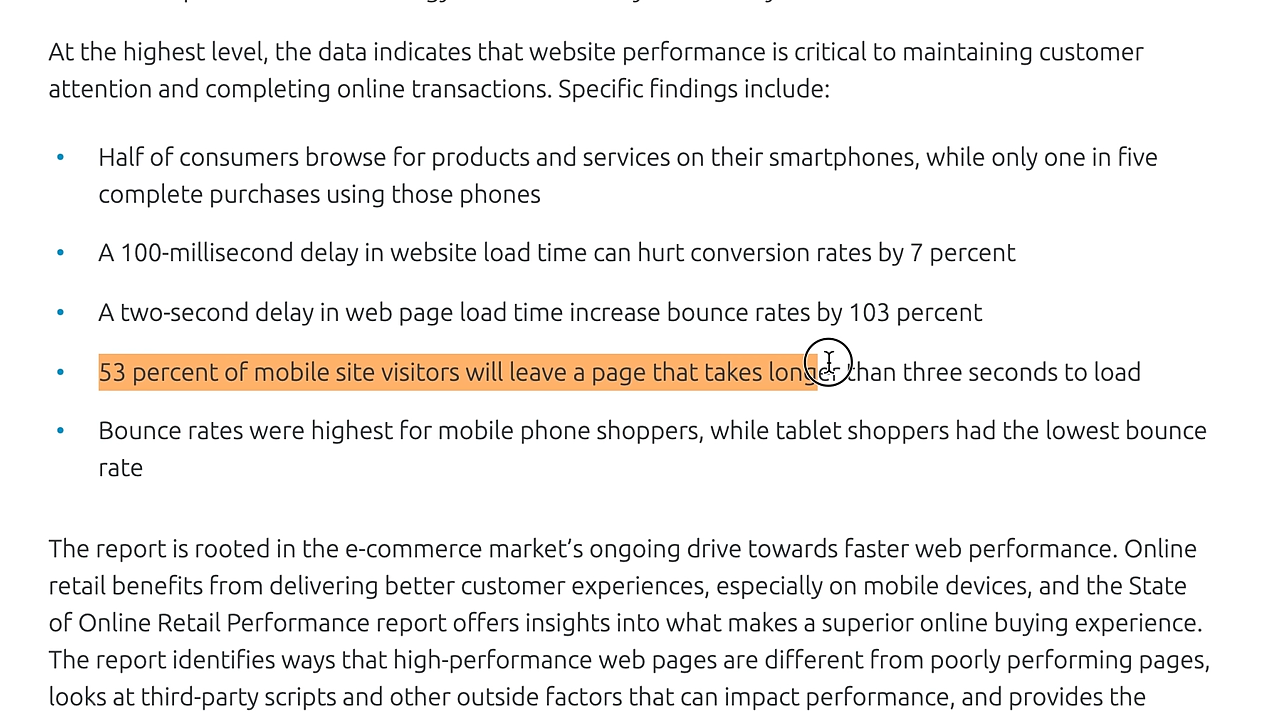 At the highest level, the data indicates that website performance is critical to maintaining customer
attention and completing online transactions. Specific findings include:
• Half of consumers browse for products and services on their smartphones, while only one in five
complete purchases using those phones
• A 100-millisecond delay in website load time can hurt conversion rates by 7 percent
• A two-second delay in web page load time increase bounce rates by 103 percent
• 53 percent of mobile site visitors will leave a page that takes longer than three seconds to load
• Bounce rates were highest for mobile phone shoppers, while tablet shoppers had the lowest bounce
rate
The report is rooted in the e-commerce market’s ongoing drive towards faster web performance. Online
retail benefits from delivering better customer experiences, especially on mobile devices, and the State
of Online Retail Performance report offers insights into what makes a superior online buying experience.
The report identifies ways that high-performance web pages are different from poorly performing pages,
looks at third-party scripts and other outside factors that can impact performance, and provides the